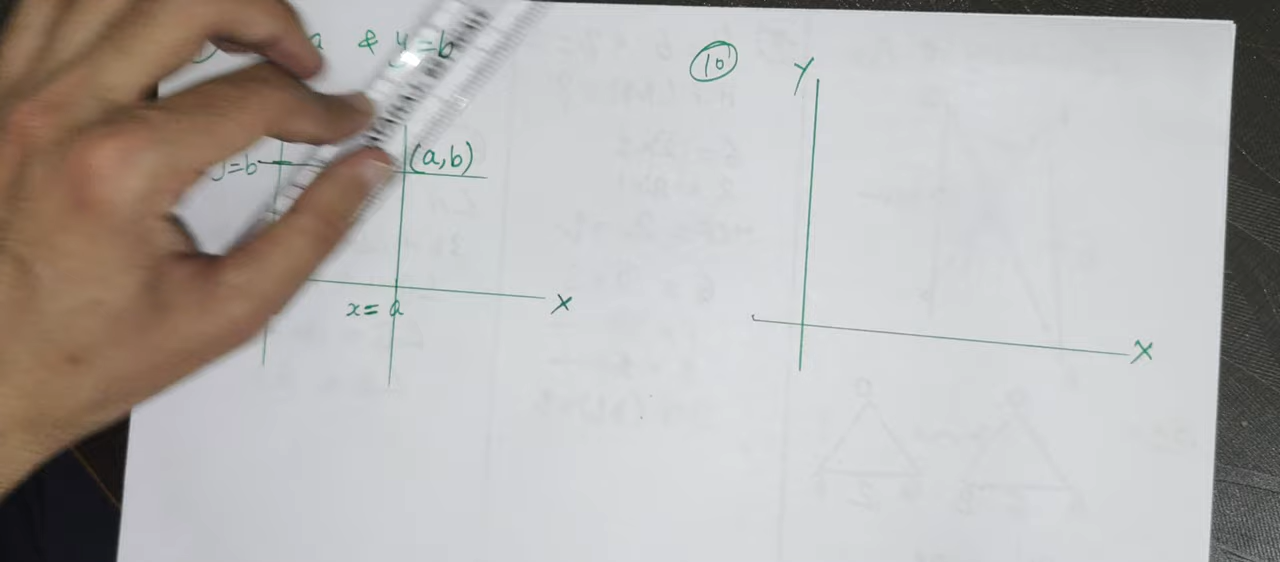 a & y=b
y=b
(a,b)
x= a
X
10
Y
X